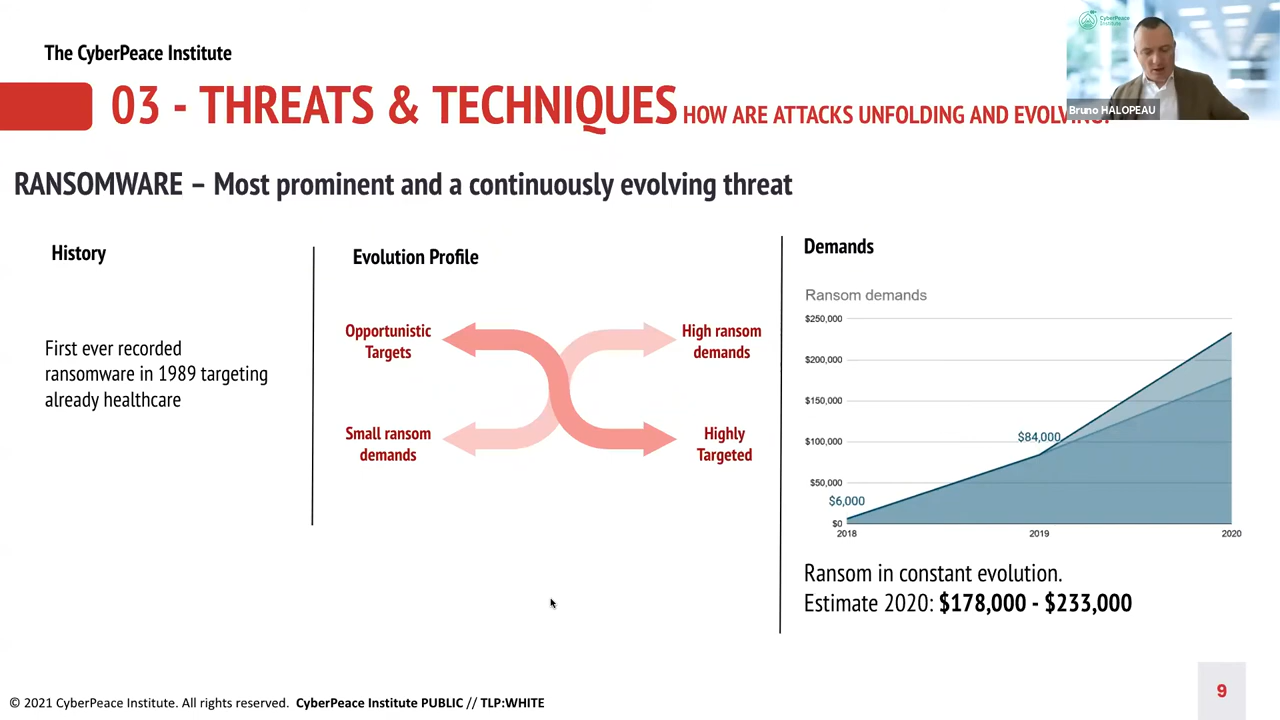 The CyberPeace Institute
03 - THREATS & TECHNIQUES HOW ARE ATTACKS UNFOLDING AND EVOLVING?
CyberPeace
Institute
Bruno HALOPEAU
RANSOMWARE – Most prominent and a continuously evolving threat
History
First ever recorded
ransomware in 1989 targeting
already healthcare
Evolution Profile
Opportunistic
Targets
High ransom
demands
Small ransom
demands
Highly
Targeted
Demands
Ransom demands
$250,000
$200,000
$150,000
$100,000
$50,000
$0
$6,000
$84,000
2018
2019
2020
Ransom in constant evolution.
Estimate 2020: $178,000 - $233,000
© 2021 CyberPeace Institute. All rights reserved. CyberPeace Institute PUBLIC // TLP:WHITE
9